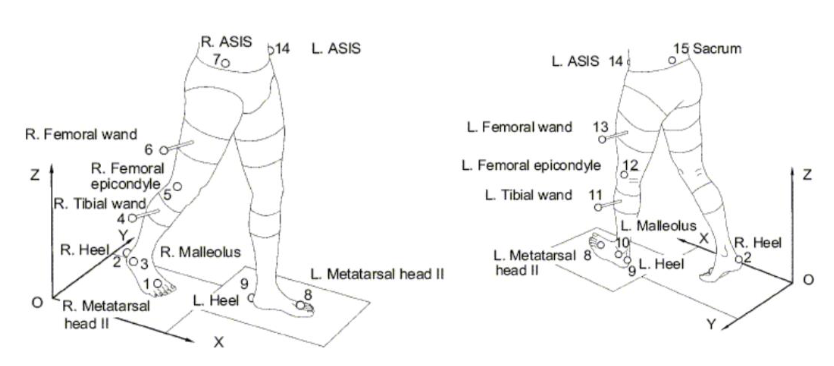 R. ASIS
7
14 L. ASIS
R. Femoral wand
6
R. Femoral
epicondyle
5
R. Tibial wand
4
Z
Y
R. Heel
2
3
R. Malleolus
1
O
R. Metatarsal
head II
X
9
L. Heel
8
L. Metatarsal head II
L. ASIS 14
15 Sacrum
L. Femoral wand 13
L. Femoral epicondyle 12
L. Tibial wand 11
Z
L. Malleolus
10
X
R. Heel
2
L. Metatarsal
head II
8
L. Heel
9
O
Y